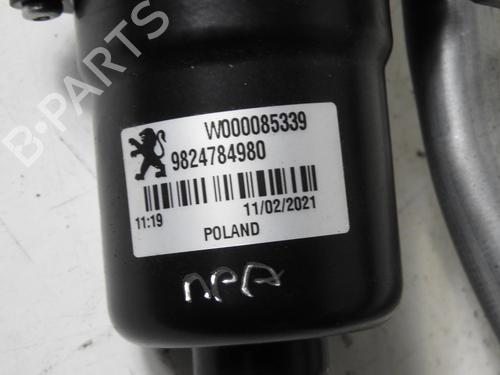 B-PARTS
W000085339
9824784980
11:19
11/02/2021
POLAND